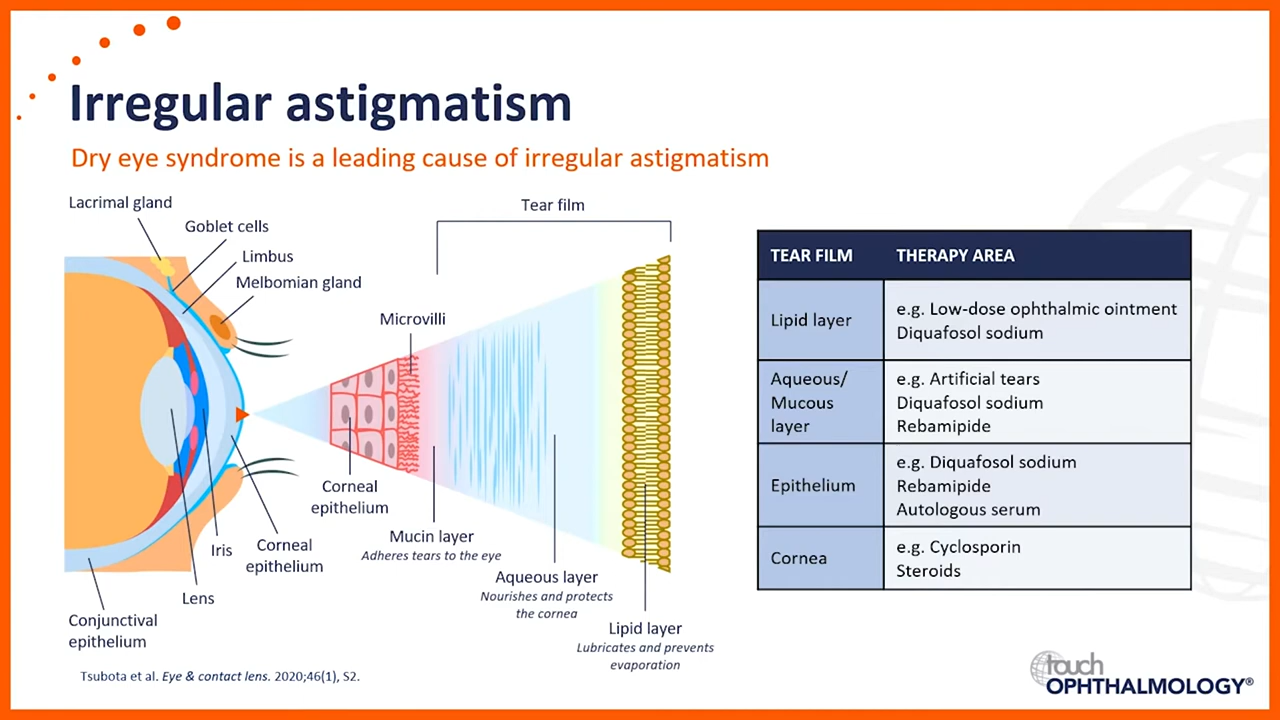 Irregular astigmatism
Dry eye syndrome is a leading cause of irregular astigmatism
Lacrimal gland
Goblet cells
Limbus
Melbomian gland
Microvilli
Tear film
Corneal
epithelium
Mucin layer
Adheres tears to the eye
Aqueous layer
Nourishes and protects
the cornea
Lipid layer
Lubricates and prevents
evaporation
Iris
Corneal
epithelium
Lens
Conjunctival
epithelium
TEAR FILM THERAPY AREA
Lipid layer
e.g. Low-dose ophthalmic ointment
Diquafosol sodium
Aqueous/
Mucous
layer
e.g. Artificial tears
Diquafosol sodium
Rebamipide
Epithelium
e.g. Diquafosol sodium
Rebamipide
Autologous serum
Cornea
e.g. Cyclosporin
Steroids
Tsubota et al. Eye & contact lens. 2020;46(1), S2.
touch
OPHTHALMOLOGY®